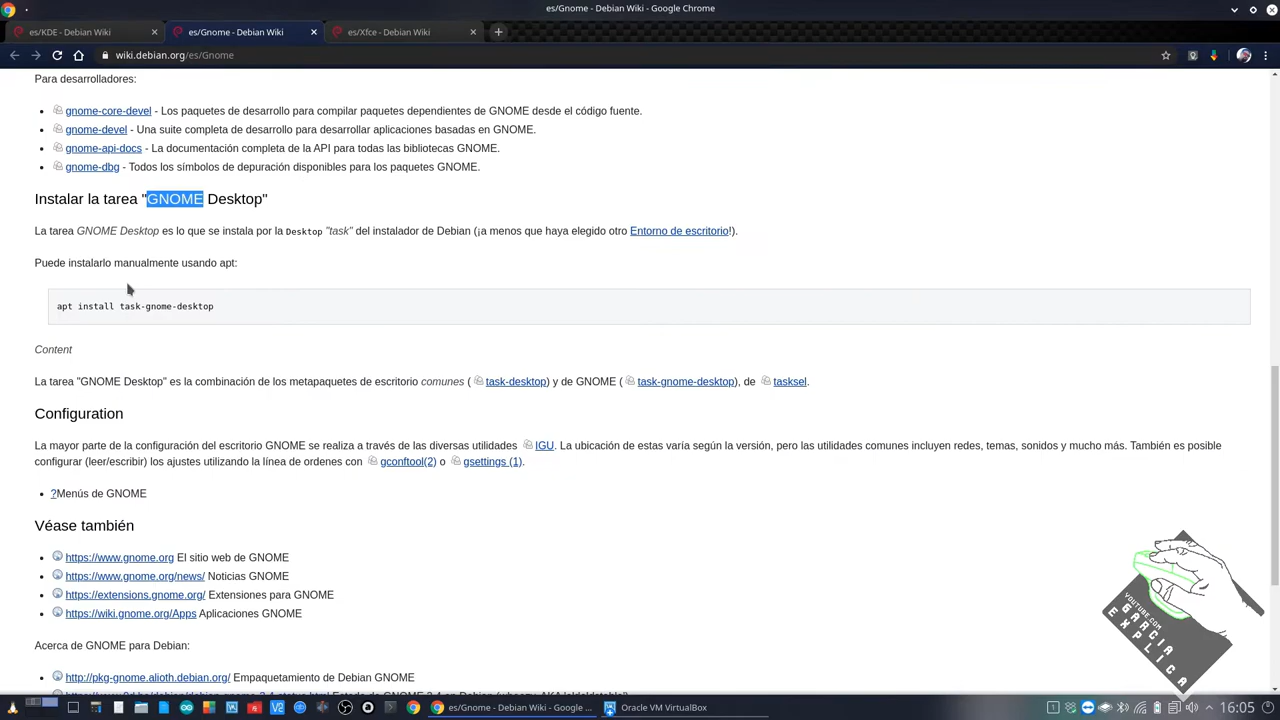 es/Gnome - Debian Wiki - Google Chrome
es/KDE - Debian Wiki
es/Gnome - Debian Wiki
es/Xfce - Debian Wiki
wiki.debian.org/es/Gnome
Para desarrolladores:
gnome-core-devel - Los paquetes de desarrollo para compilar paquetes dependientes de GNOME desde el código fuente.
gnome-devel - Una suite completa de desarrollo para desarrollar aplicaciones basadas en GNOME.
gnome-api-docs - La documentación completa de la API para todas las bibliotecas GNOME.
gnome-dbg - Todos los símbolos de depuración disponibles para los paquetes GNOME.
Instalar la tarea "GNOME Desktop"
La tarea GNOME Desktop es lo que se instala por la Desktop "task" del instalador de Debian (¡a menos que haya elegido otro Entorno de escritorio!).
Puede instalarlo manualmente usando apt:
apt install task-gnome-desktop
Content
La tarea "GNOME Desktop" es la combinación de los metapaquetes de escritorio comunes ( task-desktop) y de GNOME ( task-gnome-desktop), de tasksel.
Configuration
La mayor parte de la configuración del escritorio GNOME se realiza a través de las diversas utilidades IGU. La ubicación de estas varía según la versión, pero las utilidades comunes incluyen redes, temas, sonidos y mucho más. También es posible
configurar (leer/escribir) los ajustes utilizando la línea de ordenes con gconftool(2) o gsettings (1).
?Menús de GNOME
Véase también
https://www.gnome.org El sitio web de GNOME
https://www.gnome.org/news/ Noticias GNOME
https://extensions.gnome.org/ Extensiones para GNOME
https://wiki.gnome.org/Apps Aplicaciones GNOME
Acerca de GNOME para Debian:
http://pkg-gnome.alioth.debian.org/ Empaquetamiento de Debian GNOME
YOUTUBE.COM
GARCIA
EXPLICA
es/Gnome - Debian Wiki - Google ...
Oracle VM VirtualBox
1
16:05